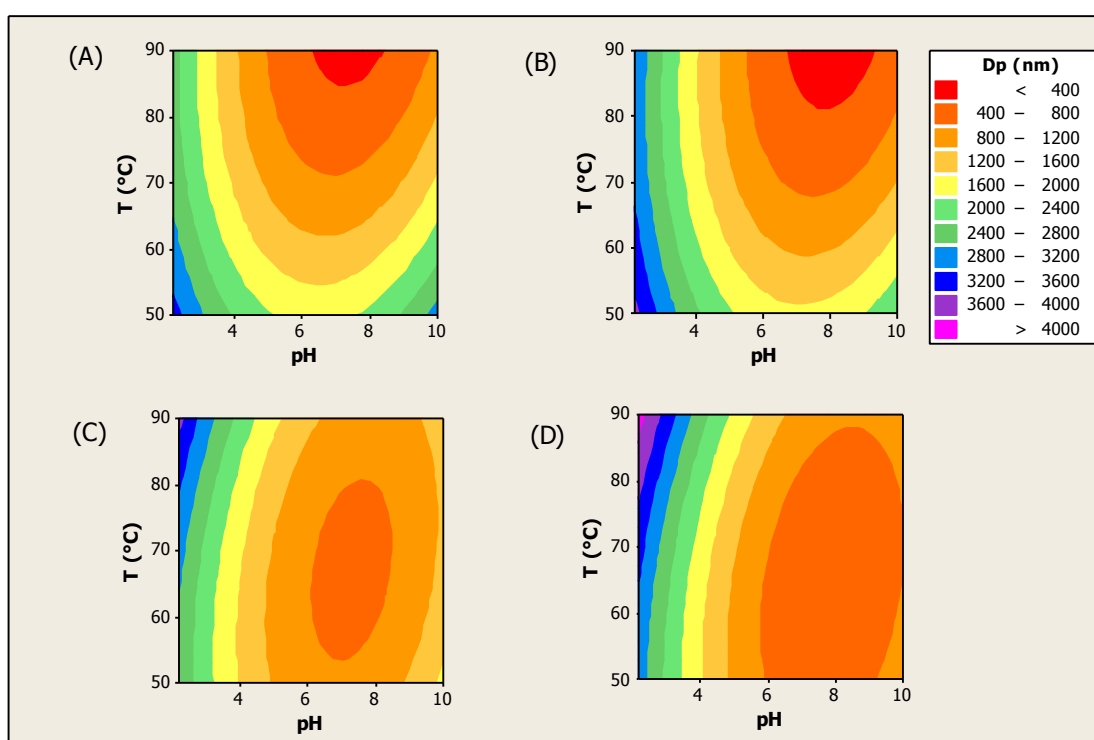 (A)
90
80
70
60
50
T (°C)
4 6 8 10
pH
(B)
90
80
70
60
50
T (°C)
4 6 8 10
pH
Dp (nm)
< 400
400 – 800
800 – 1200
1200 – 1600
1600 – 2000
2000 – 2400
2400 – 2800
2800 – 3200
3200 – 3600
3600 – 4000
> 4000
(C)
90
80
70
60
50
T (°C)
4 6 8 10
pH
(D)
90
80
70
60
50
T (°C)
4 6 8 10
pH